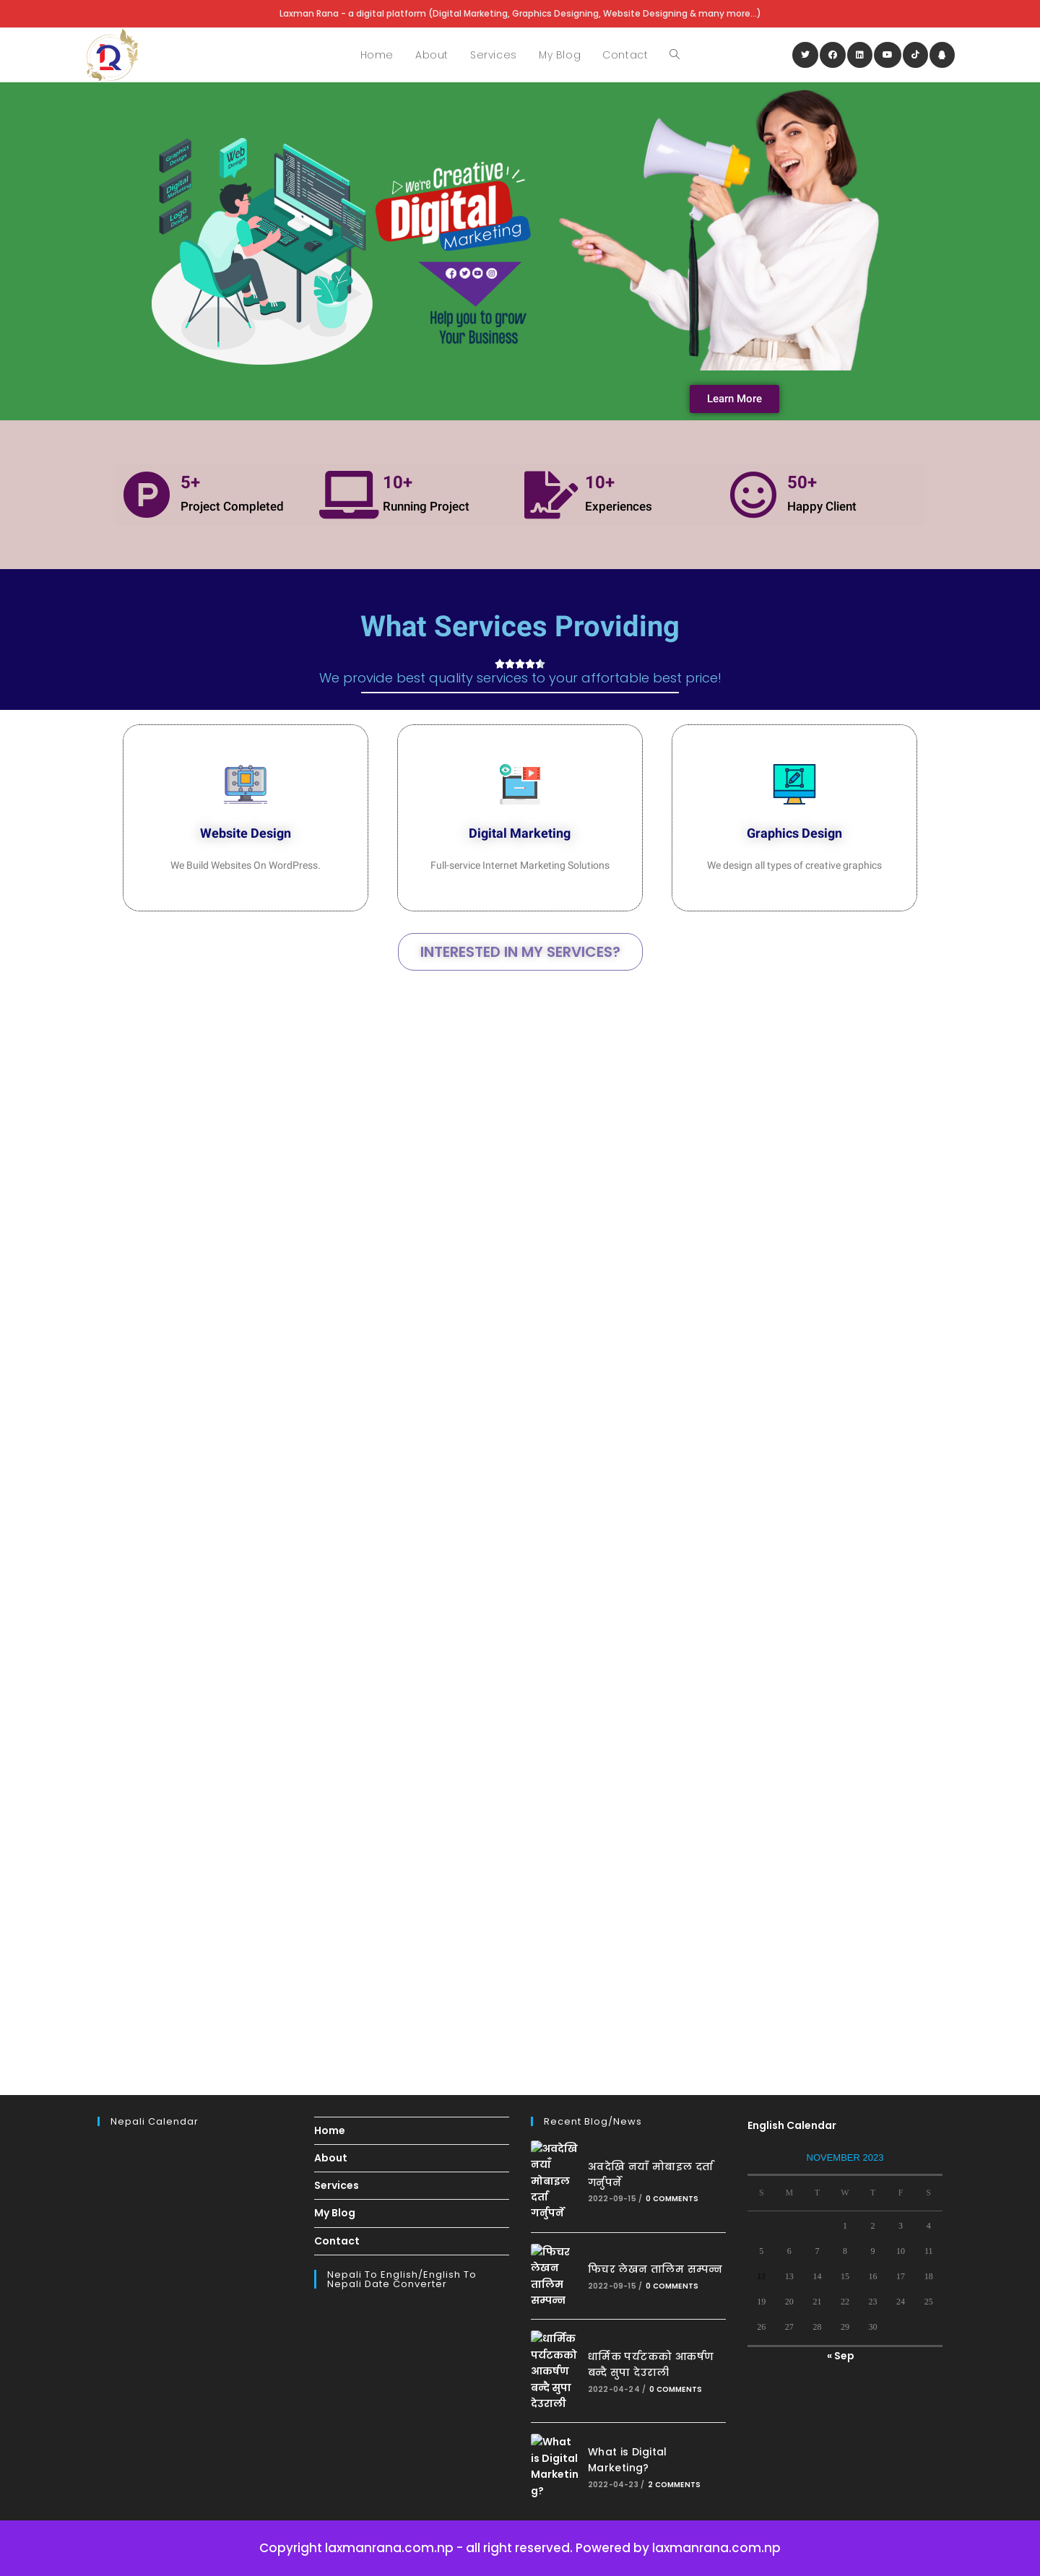 Laxman Rana - a digital platform (Digital Marketing, Graphics Designing, Website Designing & many more...)
Home About Services My Blog Contact
Graphics Design
Web Design
Digital Marketing
Logo Design
We're Creative
Digital
Marketing
Help you to grow
Your Business
Learn More
5+
Project Completed
10+
Running Project
10+
Experiences
50+
Happy Client
What Services Providing
We provide best quality services to your affortable best price!
Website Design
We Build Websites On WordPress.
Digital Marketing
Full-service Internet Marketing Solutions
Graphics Design
We design all types of creative graphics
INTERESTED IN MY SERVICES?
Nepali Calendar
Home
About
Services
My Blog
Contact
Nepali To English/English To
Nepali Date Converter
Recent Blog/News
अवदेखि
नयाँ
मोबाइल
दर्ता
गर्नुपर्ने
अवदेखि नयाँ मोबाइल दर्ता
गर्नुपर्ने
2022-09-15 / 0 COMMENTS
फिचर
लेखन
तालिम
सम्पन्न
फिचर लेखन तालिम सम्पन्न
2022-09-15 / 0 COMMENTS
धार्मिक
पर्यटकको
आकर्षण
बन्दै सुपा
देउराली
धार्मिक पर्यटकको आकर्षण
बन्दै सुपा देउराली
2022-04-24 / 0 COMMENTS
What
is Digital
Marketin
g?
What is Digital
Marketing?
2022-04-23 / 2 COMMENTS
English Calendar
NOVEMBER 2023
S M T W T F S
1 2 3 4
5 6 7 8 9 10 11
12 13 14 15 16 17 18
19 20 21 22 23 24 25
26 27 28 29 30
« Sep
Copyright laxmanrana.com.np - all right reserved. Powered by laxmanrana.com.np